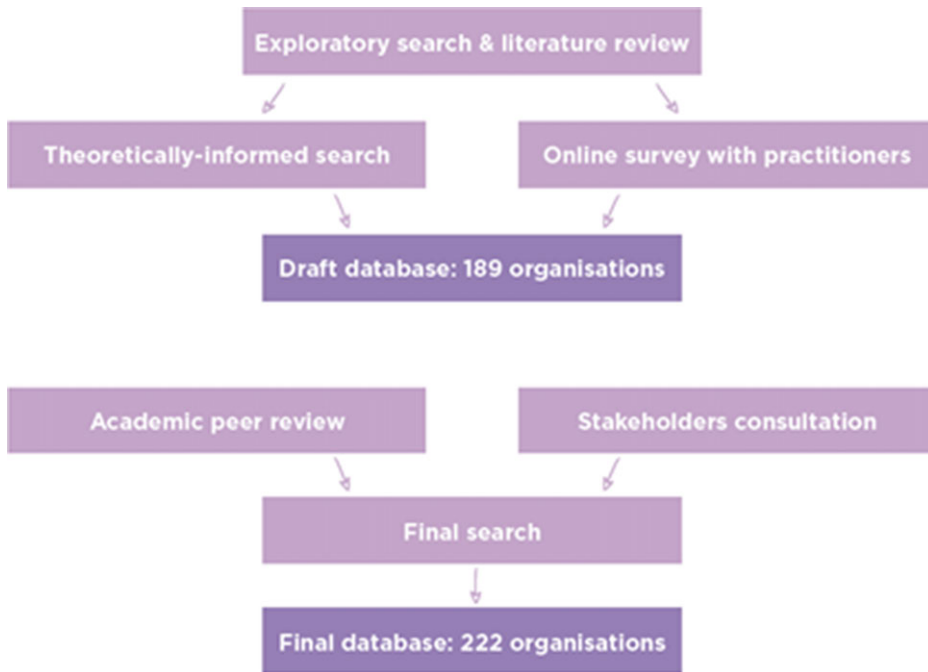 Exploratory search & literature review
Theoretically-informed search
Online survey with practitioners
Draft database: 189 organisations
Academic peer review
Stakeholders consultation
Final search
Final database: 222 organisations